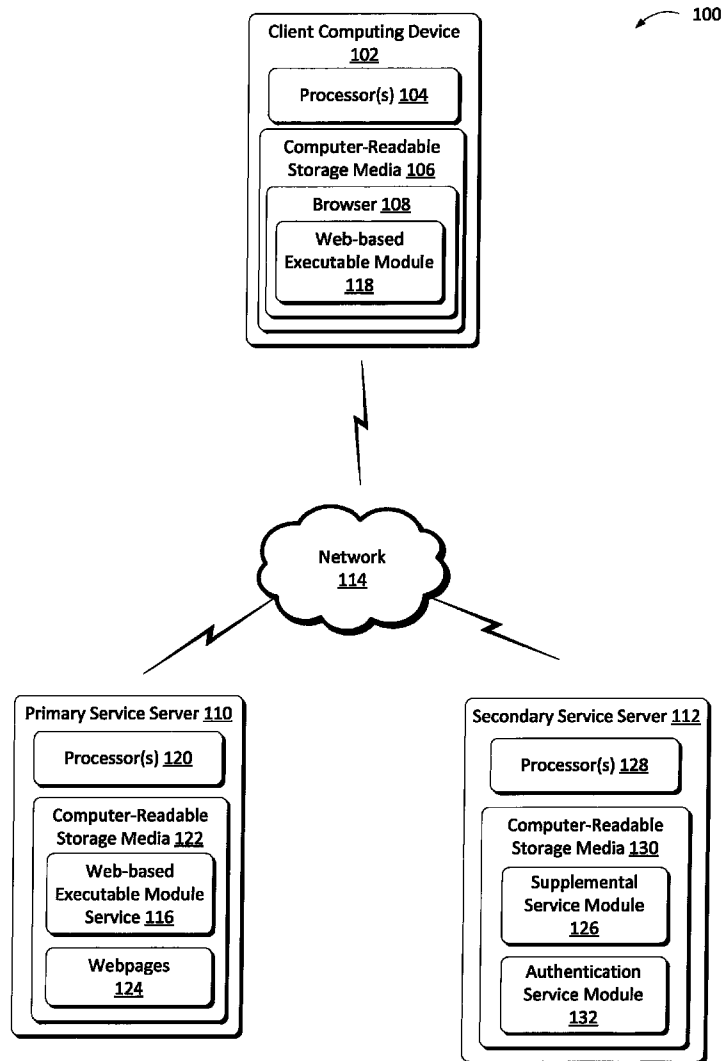 100
Client Computing Device
102
Processor(s) 104
Computer-Readable
Storage Media 106
Browser 108
Web-based
Executable Module
118
Network
114
Primary Service Server 110
Processor(s) 120
Computer-Readable
Storage Media 122
Web-based
Executable Module
Service 116
Webpages
124
Secondary Service Server 112
Processor(s) 128
Computer-Readable
Storage Media 130
Supplemental
Service Module
126
Authentication
Service Module
132